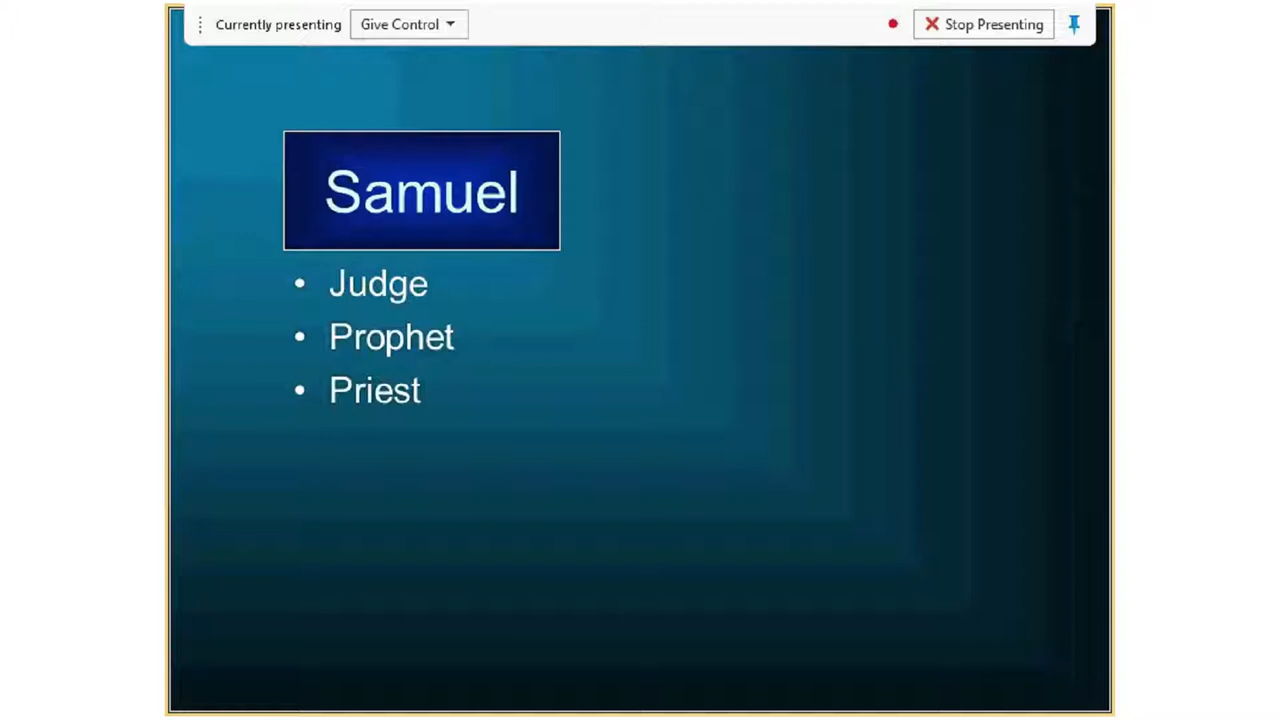 Currently presenting Give Control Stop Presenting
Samuel
• Judge
• Prophet
• Priest